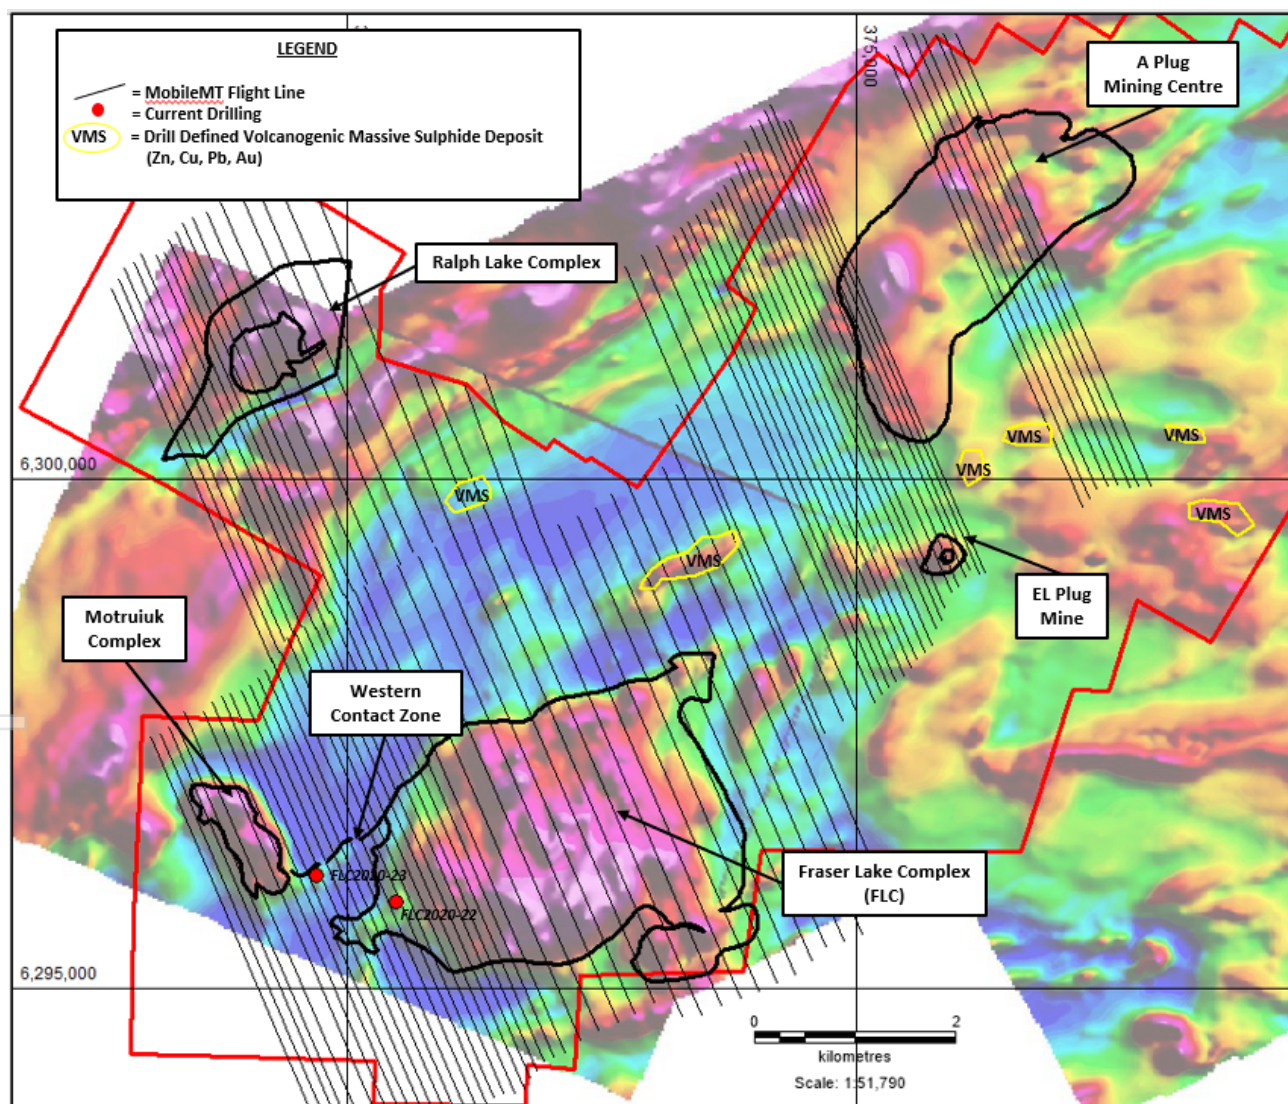 LEGEND
= MobileMT Flight Line
= Current Drilling
VMS = Drill Defined Volcanogenic Massive Sulphide Deposit
(Zn, Cu, Pb, Au)
375,000
A Plug
Mining Centre
Ralph Lake Complex
VMS
VMS
6,300,000
VMS
VMS
VMS
VMS
EL Plug
Mine
Motruiuk
Complex
Western
Contact Zone
Fraser Lake Complex
(FLC)
FLC2020-23
FLC2020-22
6,295,000
0 2
kilometres
Scale: 1:51,790